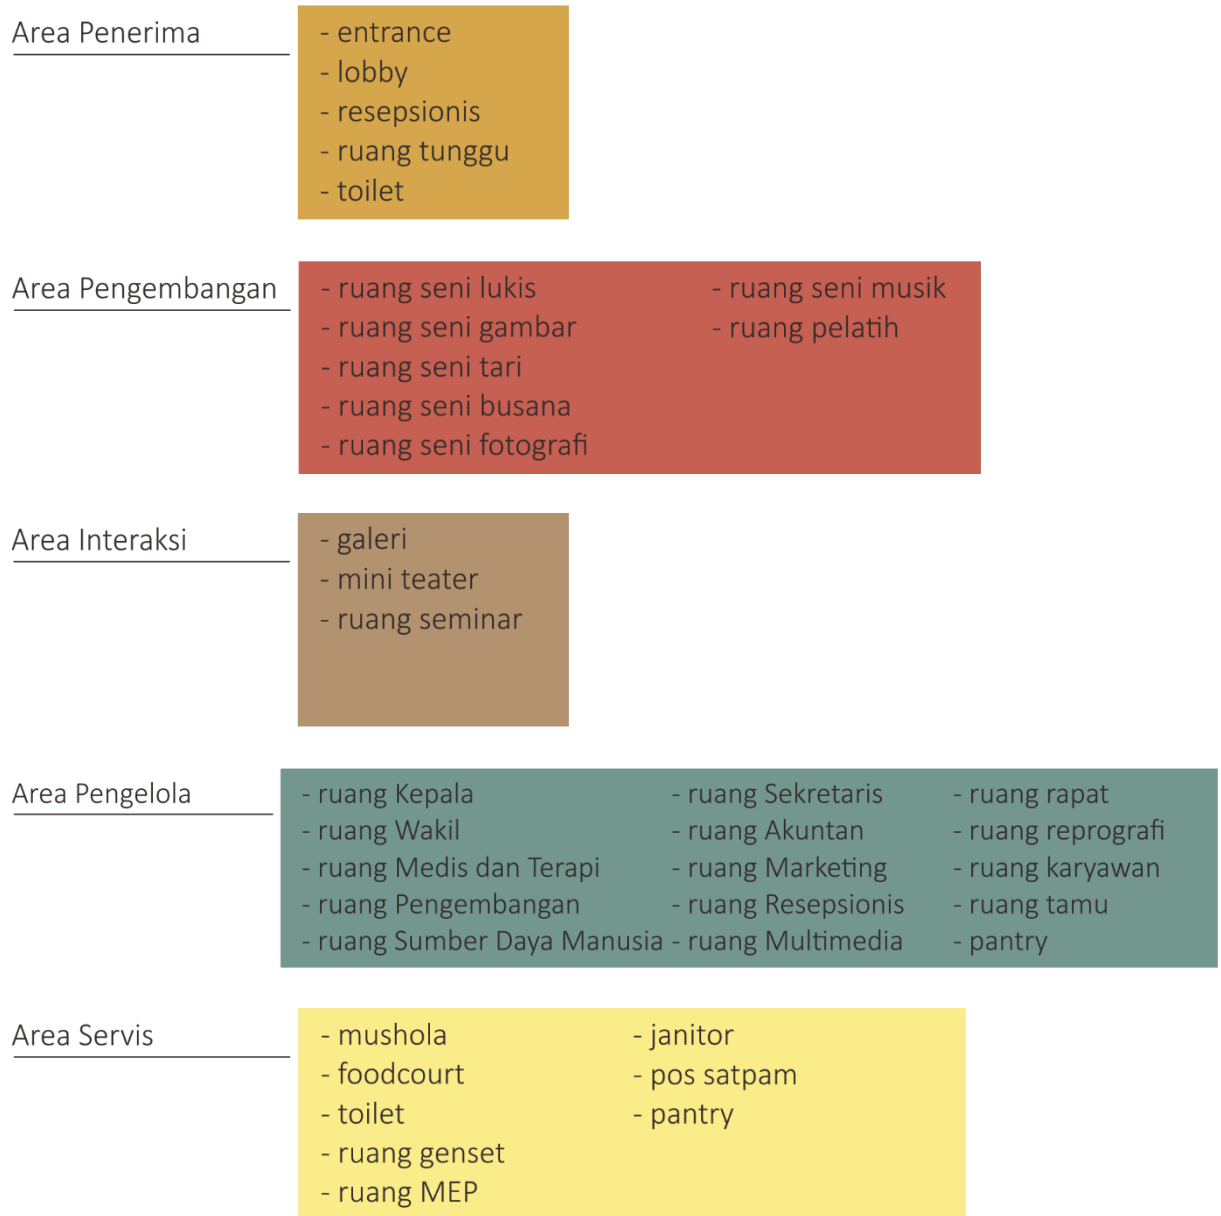 Area Penerima
- entrance
- lobby
- resepsionis
- ruang tunggu
- toilet
Area Pengembangan
- ruang seni lukis
- ruang seni gambar
- ruang seni tari
- ruang seni busana
- ruang seni fotografi
- ruang seni musik
- ruang pelatih
Area Interaksi
- galeri
- mini teater
- ruang seminar
Area Pengelola
- ruang Kepala
- ruang Wakil
- ruang Medis dan Terapi
- ruang Pengembangan
- ruang Sumber Daya Manusia
- ruang Sekretaris
- ruang Akuntan
- ruang Marketing
- ruang Resepsionis
- ruang Multimedia
- ruang rapat
- ruang reprografi
- ruang karyawan
- ruang tamu
- pantry
Area Servis
- mushola
- foodcourt
- toilet
- ruang genset
- ruang MEP
- janitor
- pos satpam
- pantry